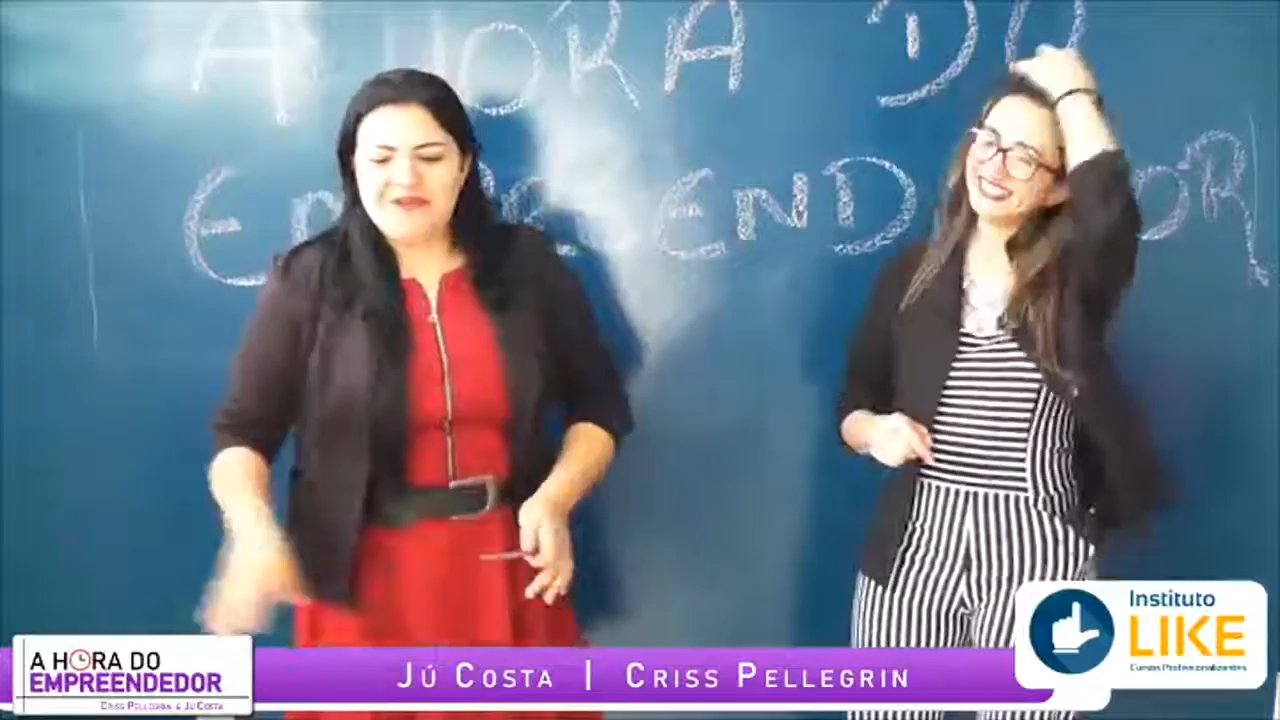 A HORA DO
EMPREENDEDOR
A HORA DO
EMPREENDEDOR
Criss Pellegrin & Jú Costa
Jú Costa | Criss Pellegrin
Instituto
LIKE
Cursos Profissionalizantes